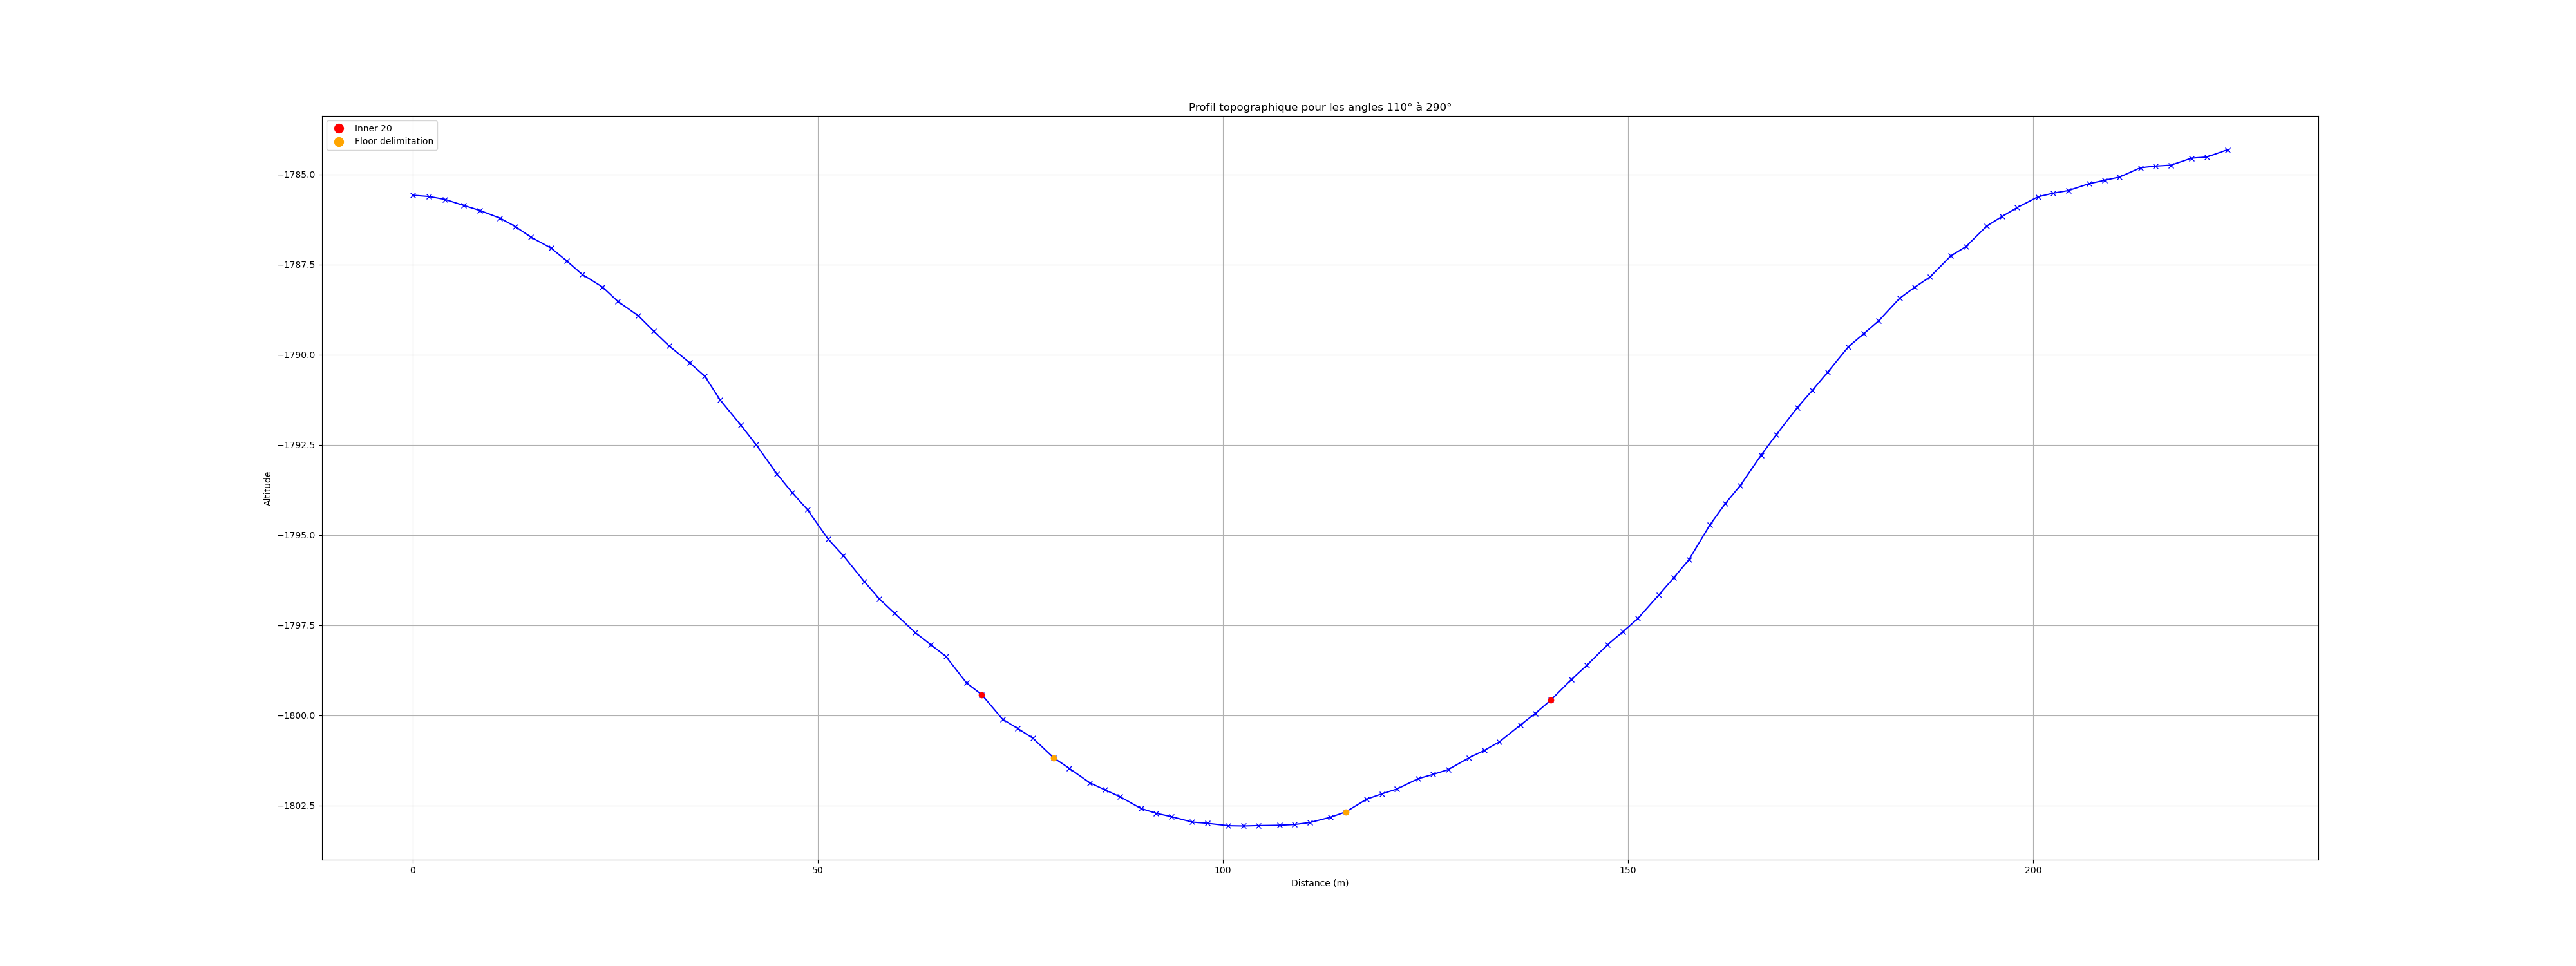 Profil topographique pour les angles 110° à 290°
Inner 20
Floor delimitation
−1785.0
−1787.5
−1790.0
−1792.5
−1795.0
−1797.5
−1800.0
−1802.5
Altitude
0 50 100 150 200
Distance (m)